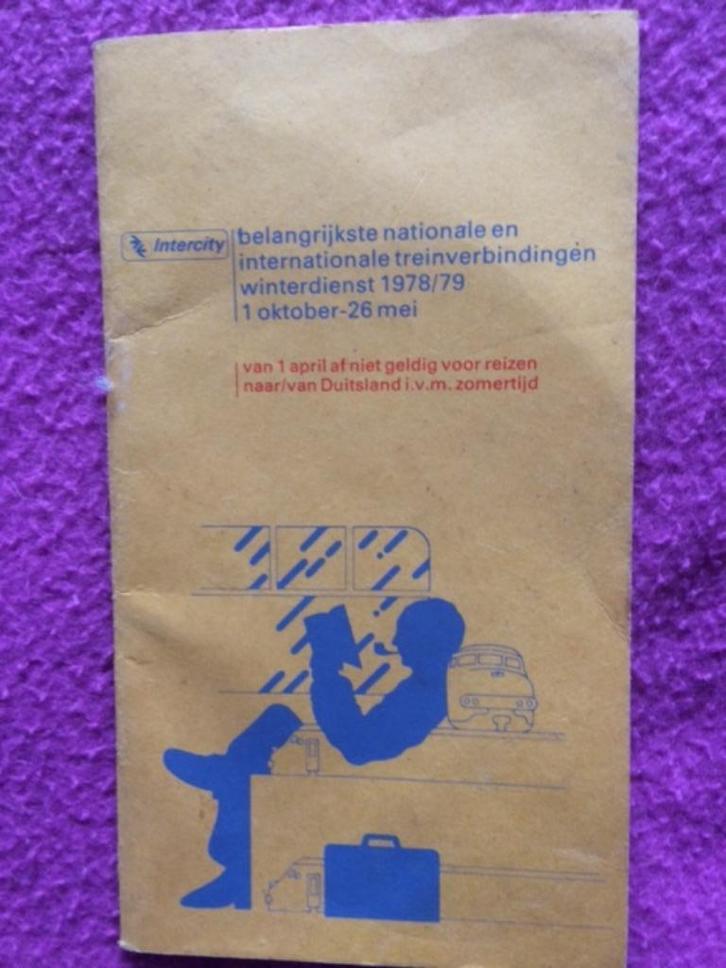 Intercity
belangrijkste nationale en
internationale treinverbindingen
winterdienst 1978/79
1 oktober-26 mei
van 1 april af niet geldig voor reizen
naar/van Duitsland i.v.m. zomertijd